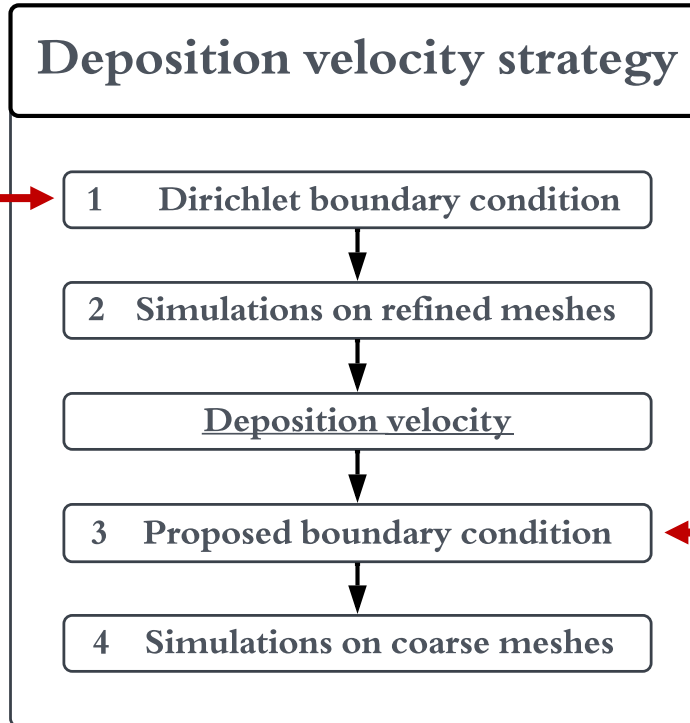 Deposition velocity strategy
1 Dirichlet boundary condition
2 Simulations on refined meshes
Deposition velocity
3 Proposed boundary condition
4 Simulations on coarse meshes